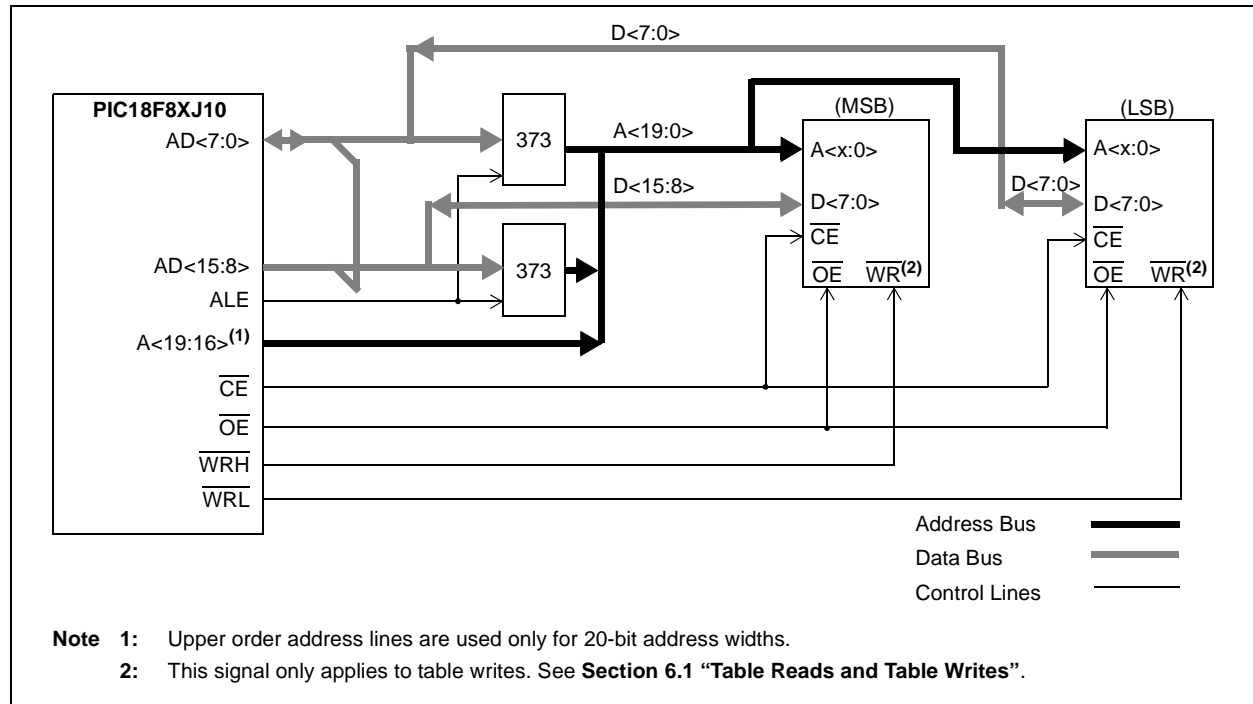 D<7:0>
PIC18F8XJ10
AD<7:0>
373
A<19:0>
(MSB)
A<x:0>
(LSB)
A<x:0>
D<15:8>
D<7:0>
D<7:0>
D<7:0>
CE
CE
AD<15:8>
373
OE WR(2)
OE WR(2)
ALE
A<19:16>(1)
CE
OE
WRH
WRL
Address Bus
Data Bus
Control Lines
Note 1: Upper order address lines are used only for 20-bit address widths.
2: This signal only applies to table writes. See Section 6.1 “Table Reads and Table Writes”.